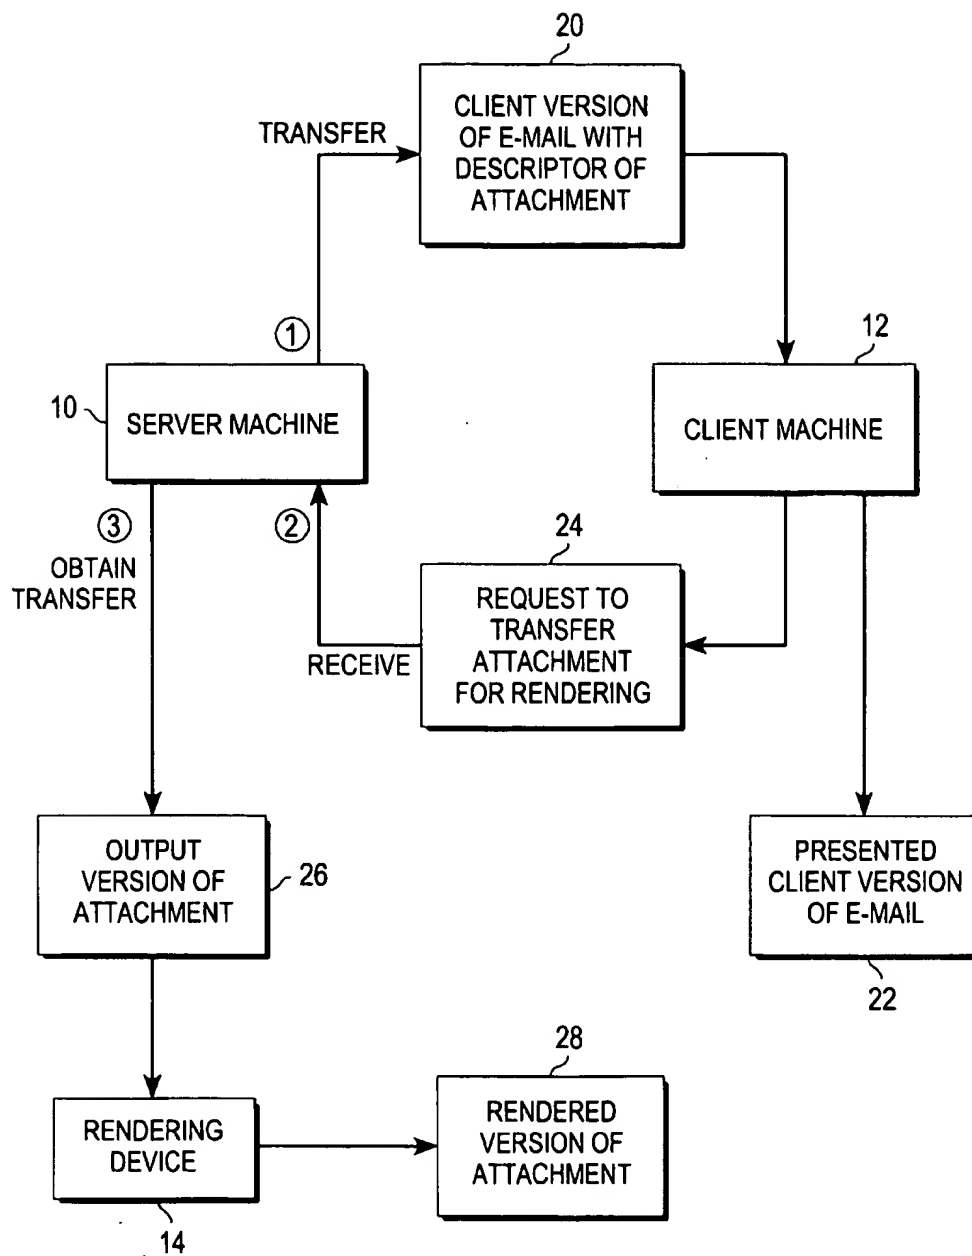 20
CLIENT VERSION
OF E-MAIL WITH
DESCRIPTOR OF
ATTACHMENT
TRANSFER
1
12
10
SERVER MACHINE
CLIENT MACHINE
3
OBTAIN
TRANSFER
2
RECEIVE
24
REQUEST TO
TRANSFER
ATTACHMENT
FOR RENDERING
OUTPUT
VERSION OF
ATTACHMENT
26
PRESENTED
CLIENT VERSION
OF E-MAIL
22
28
RENDERING
DEVICE
14
RENDERED
VERSION OF
ATTACHMENT